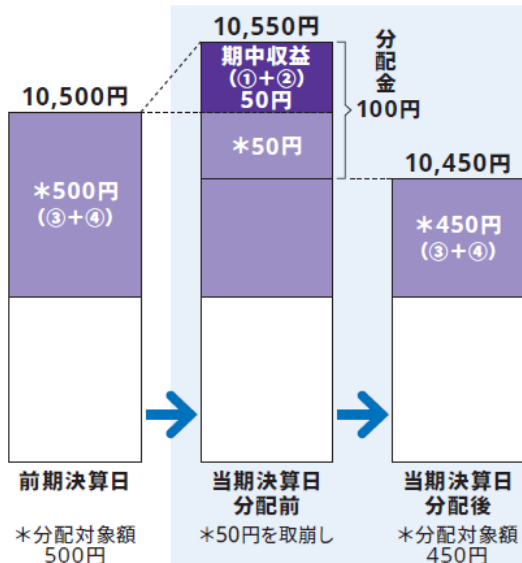 10,500円
＊500円
（③＋④）
前期決算日
＊分配対象額
500円
10,550円
期中収益
（①＋②）
50円
＊50円
分配金
100円
当期決算日
分配前
＊50円を取崩し
10,450円
＊450円
（③＋④）
当期決算日
分配後
＊分配対象額
450円